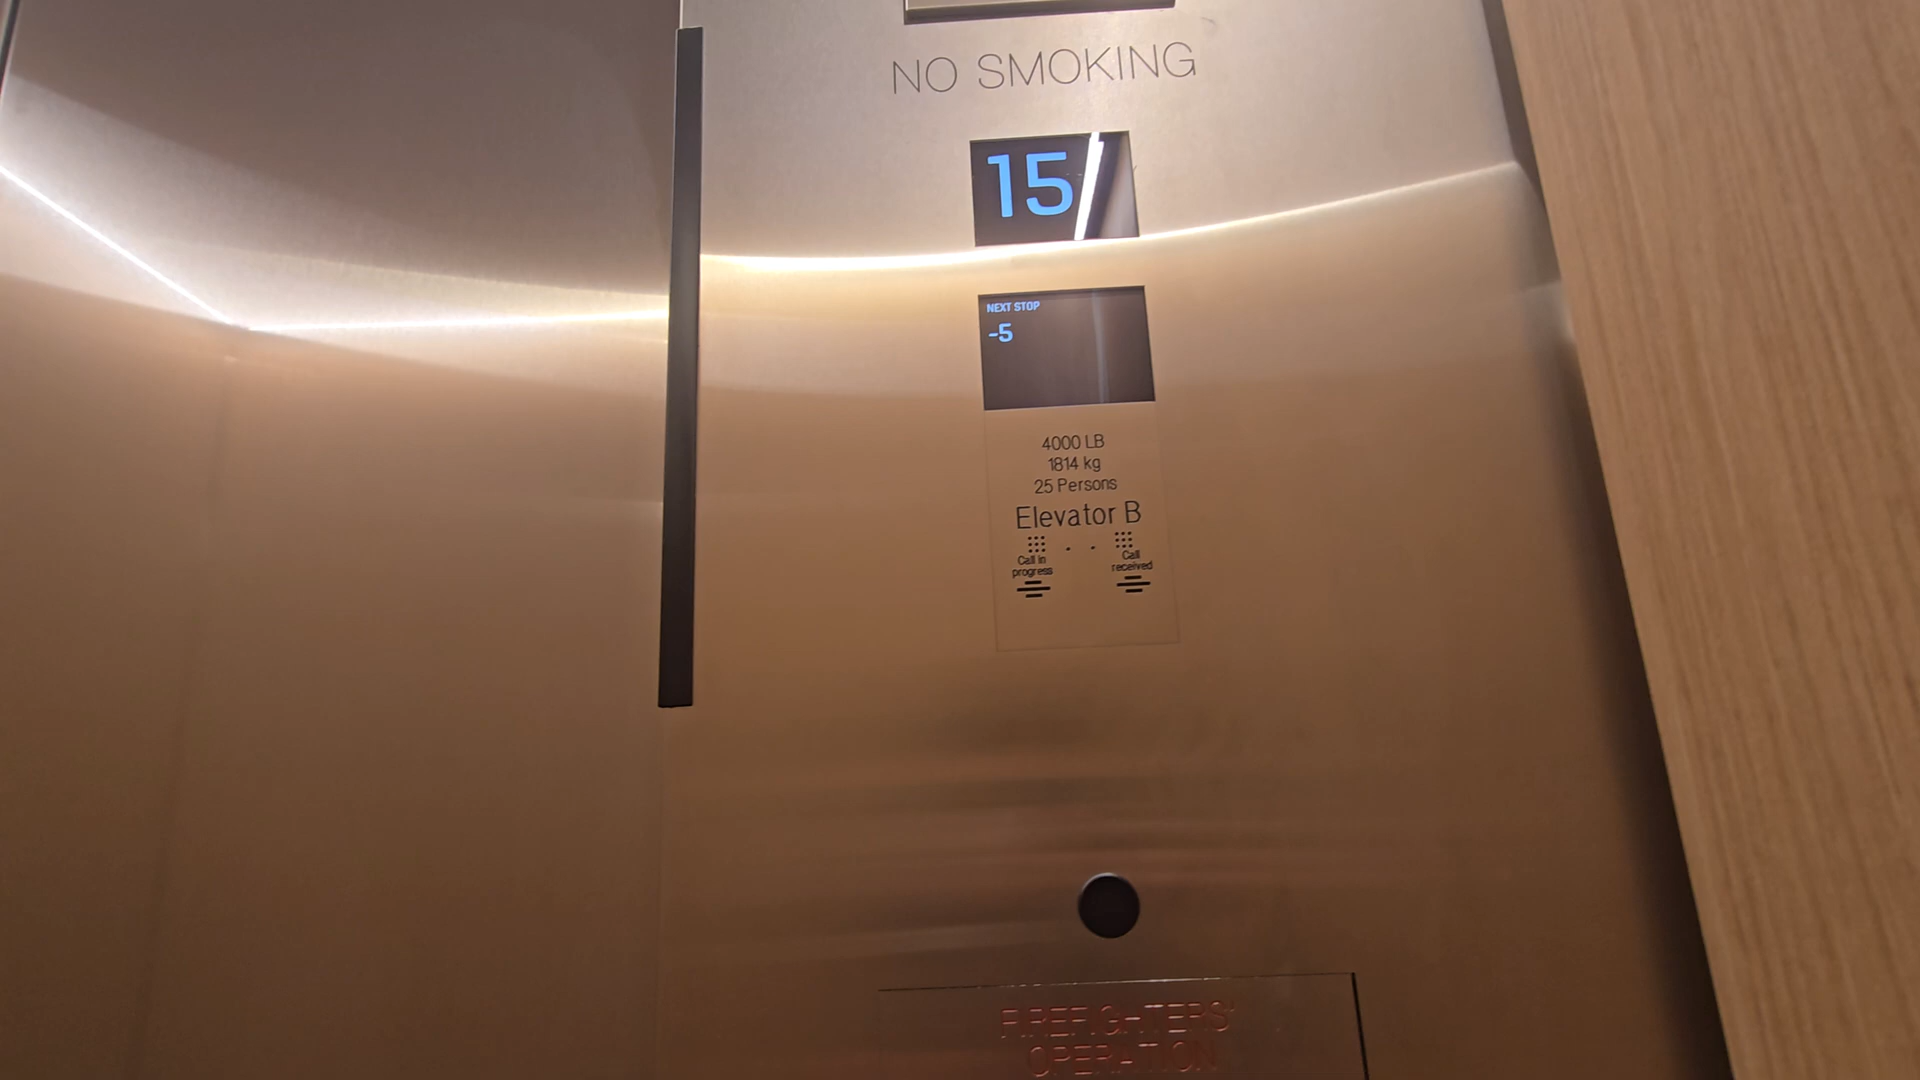 NO SMOKING
15
NEXT STOP
-5
4000 LB
1814 kg
25 Persons
Elevator B
Call in
progress
Call
received
FIREFIGHTERS'
OPERATION